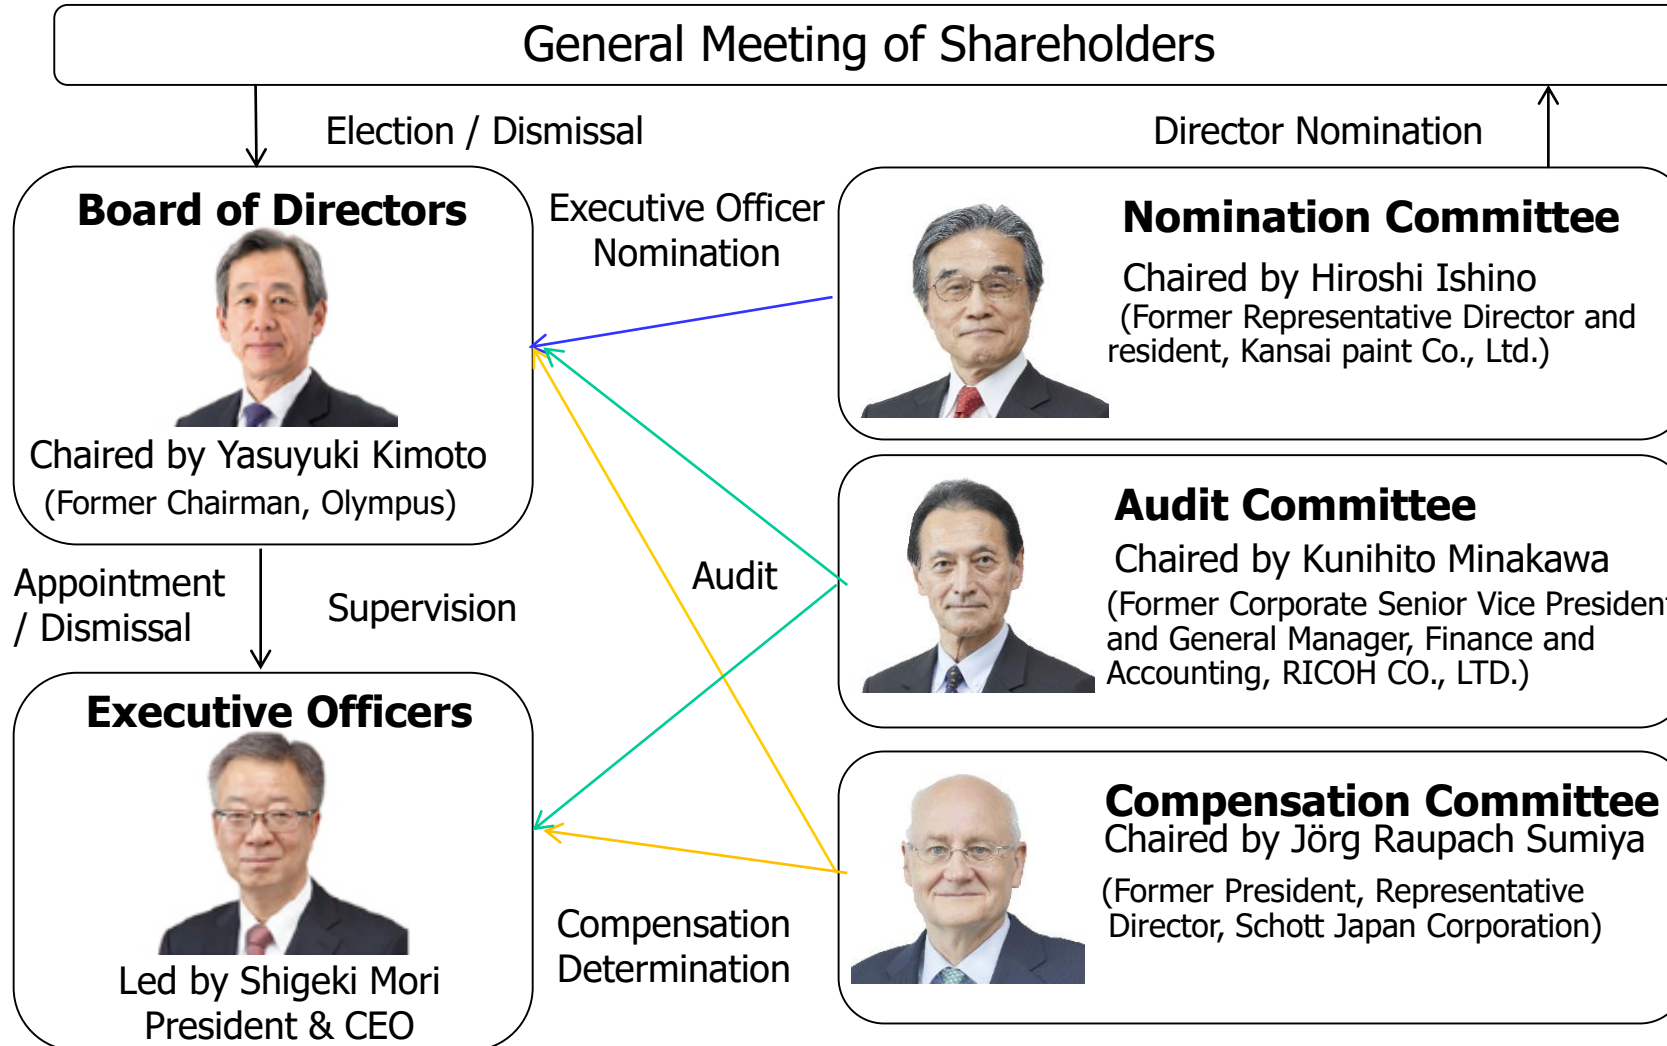 General Meeting of Shareholders
Election / Dismissal
Director Nomination
Board of Directors
Chaired by Yasuyuki Kimoto
(Former Chairman, Olympus)
Executive Officer
Nomination
Nomination Committee
Chaired by Hiroshi Ishino
(Former Representative Director and
resident, Kansai paint Co., Ltd.)
Audit Committee
Chaired by Kunihito Minakawa
(Former Corporate Senior Vice President
and General Manager, Finance and
Accounting, RICOH CO., LTD.)
Audit
Appointment
/ Dismissal
Supervision
Executive Officers
Led by Shigeki Mori
President & CEO
Compensation
Determination
Compensation Committee
Chaired by Jörg Raupach Sumiya
(Former President, Representative
Director, Schott Japan Corporation)